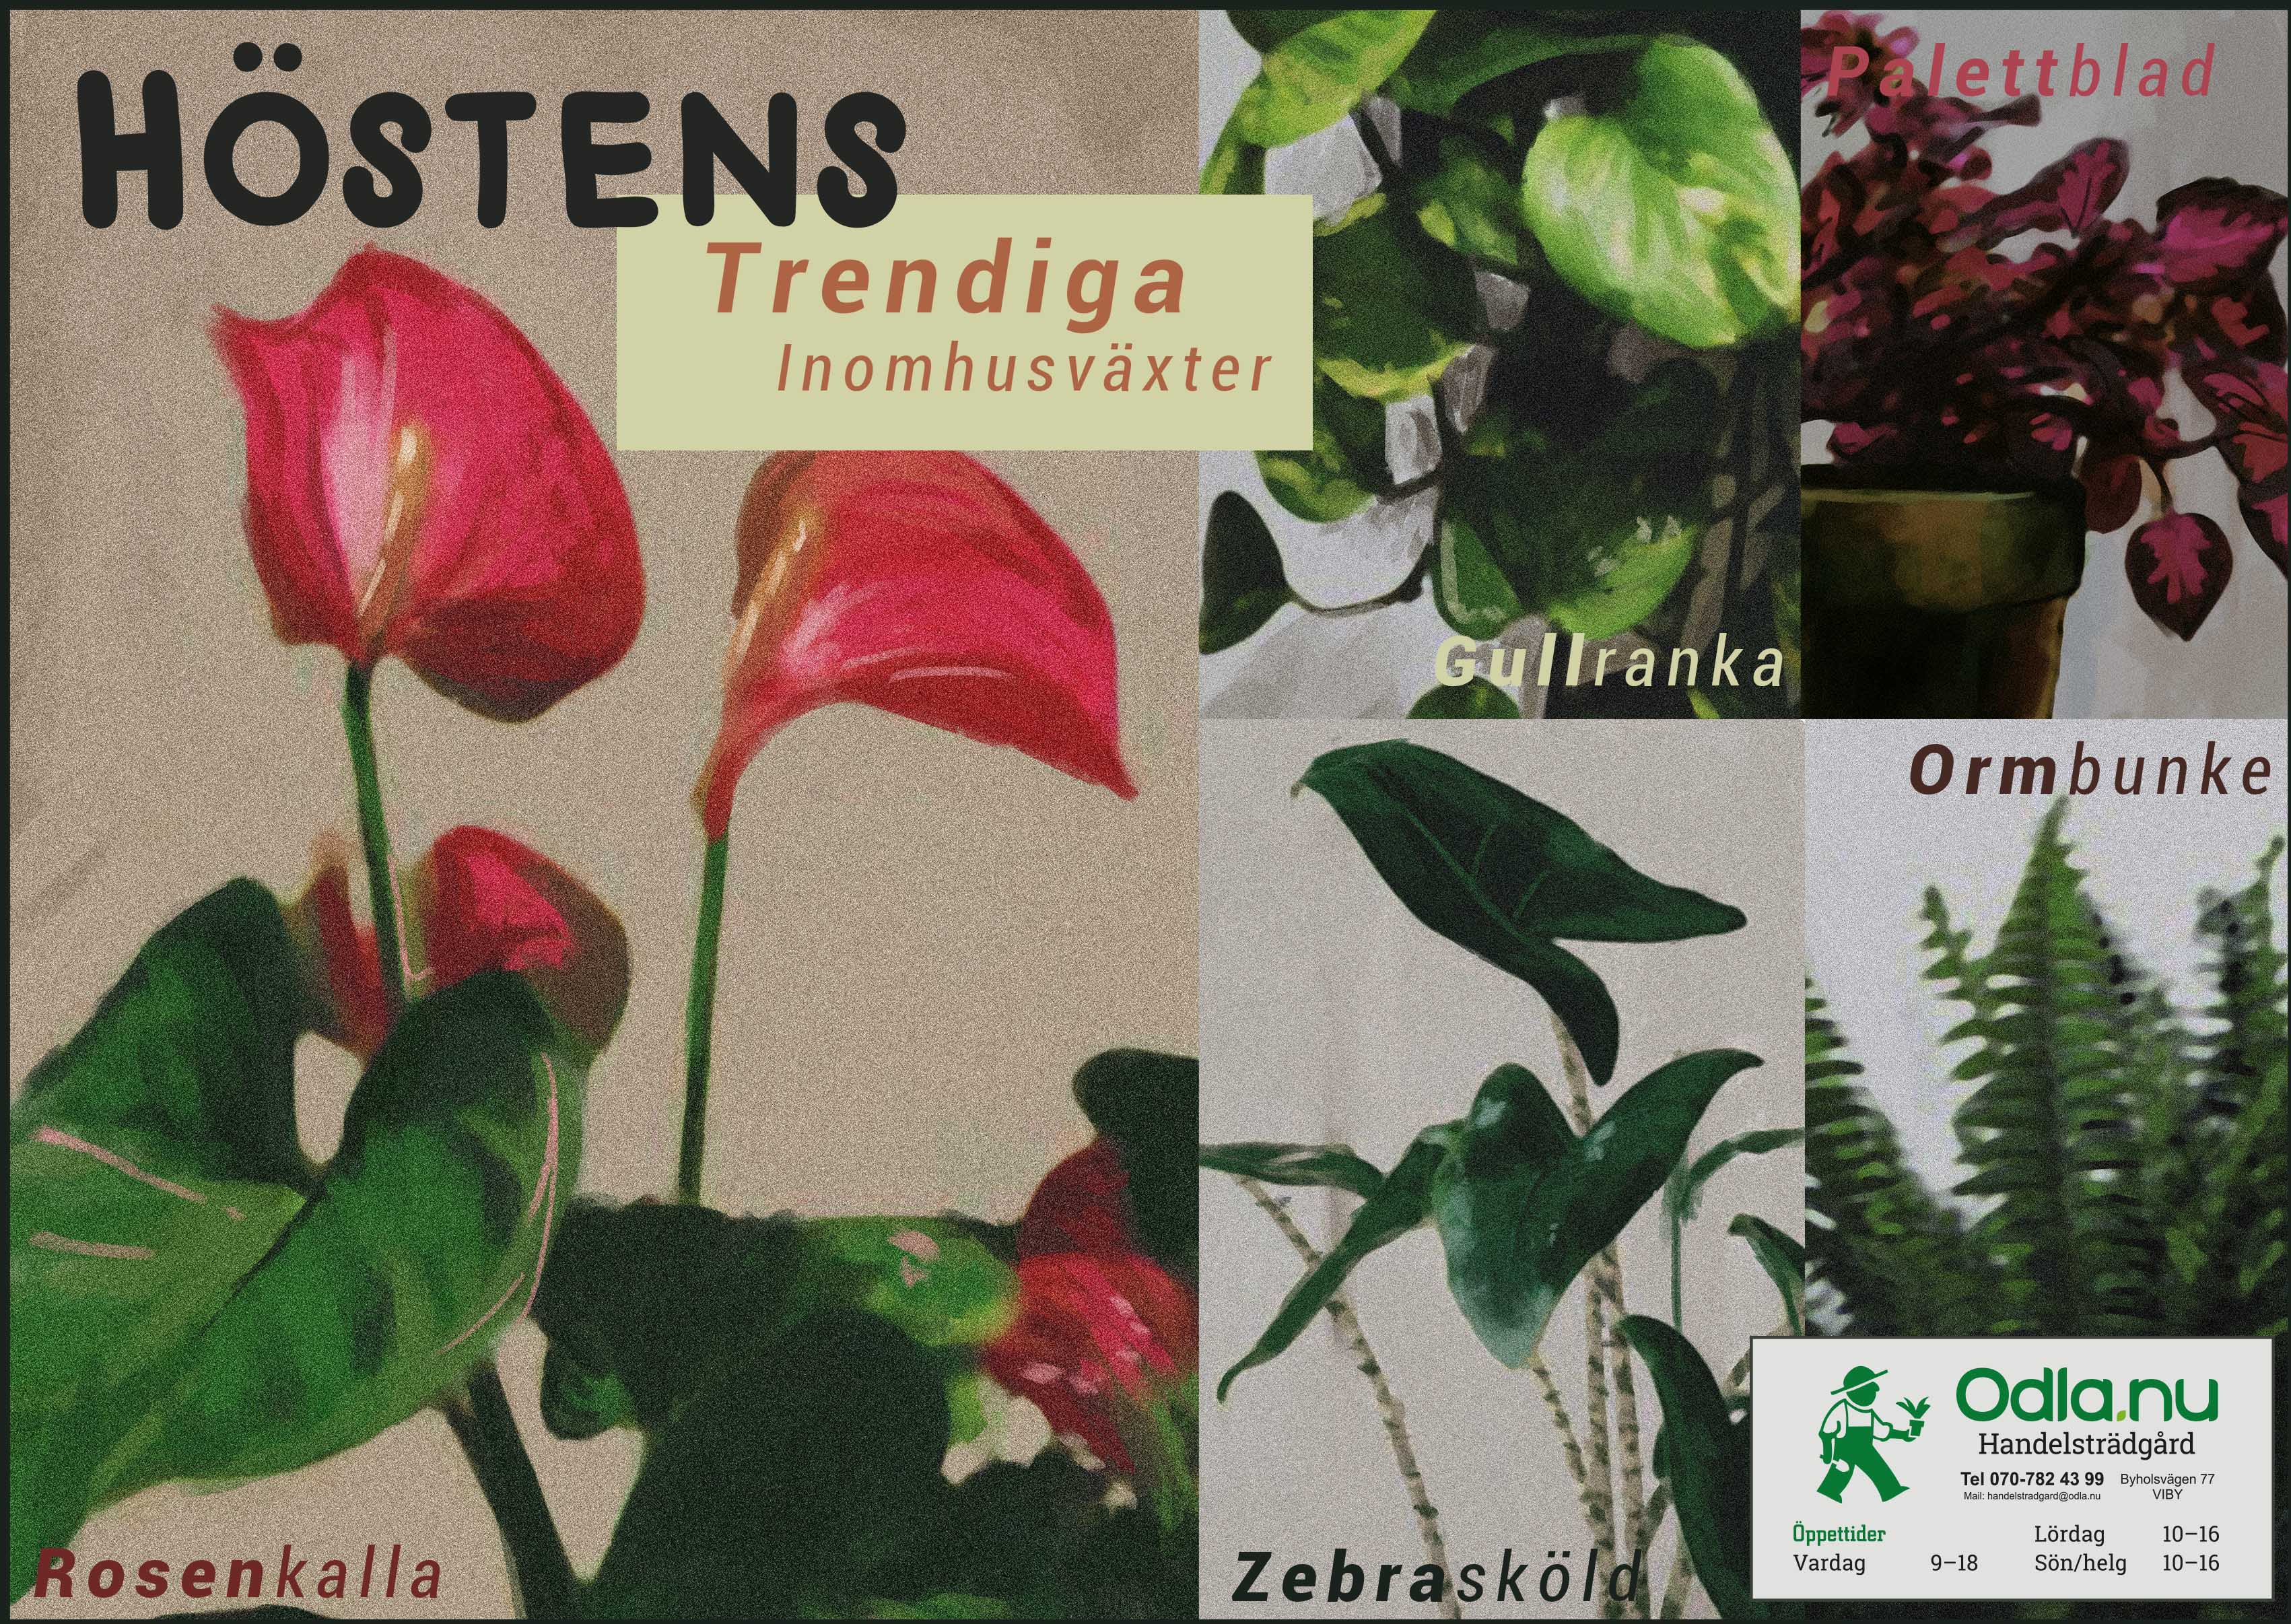 HÖSTENS
Trendiga
Inomhusväxter
Palettblad
Gullranka
Ormbunke
Rosenkalla
Zebrasköld
Odla.nu
Handelsträdgård
Tel 070-782 43 99 Byholsvägen 77
Mail: handelstradgard@odla.nu VIBY
Öppettider Lördag 10–16
Vardag 9–18 Sön/helg 10–16